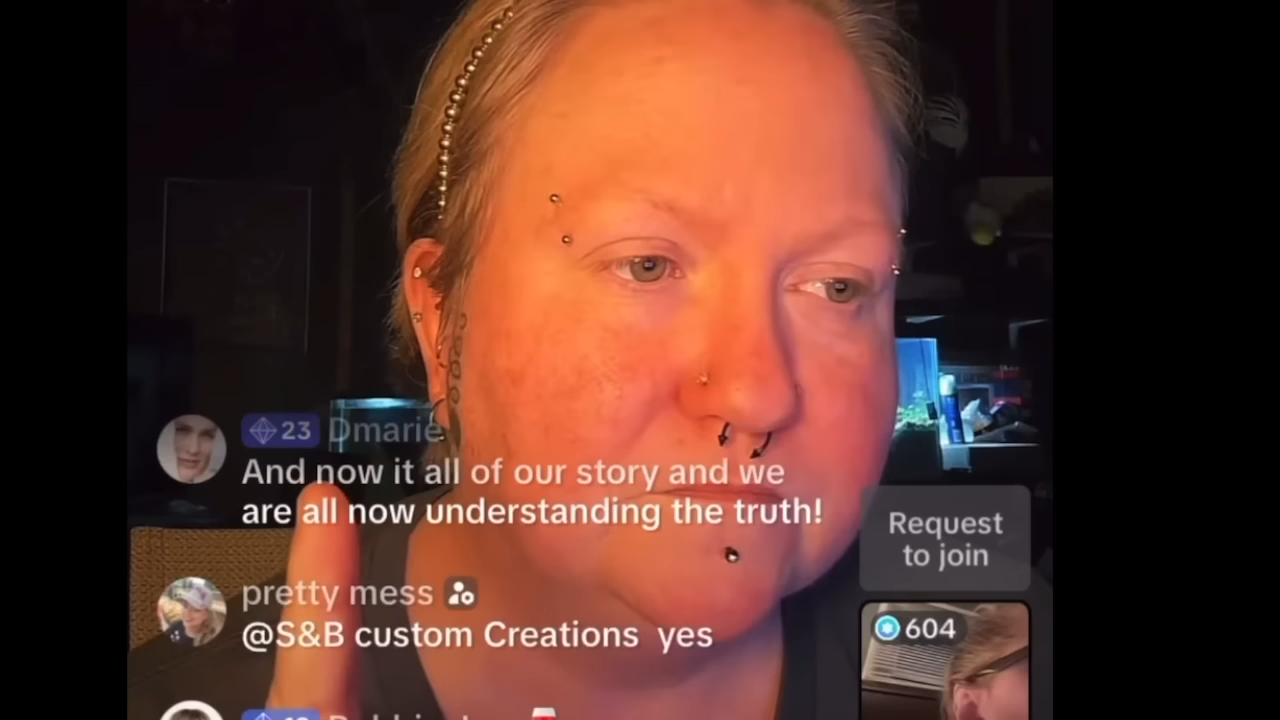 23 Dmarie
And now it all of our story and we
are all now understanding the truth!
Request
to join
pretty mess
@S&B custom Creations yes
604